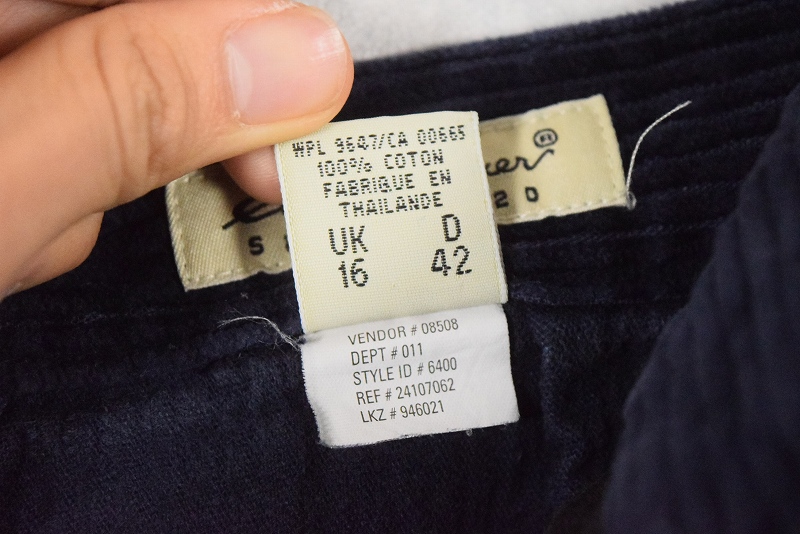 WPL 96Q7/CA 00665
100% COTON
FABRIQUE EN
THAILANDE
UK D
16 42
VENDOR # 08508
DEPT # 011
STYLE ID # 6400
REF # 24107062
LKZ # 946021